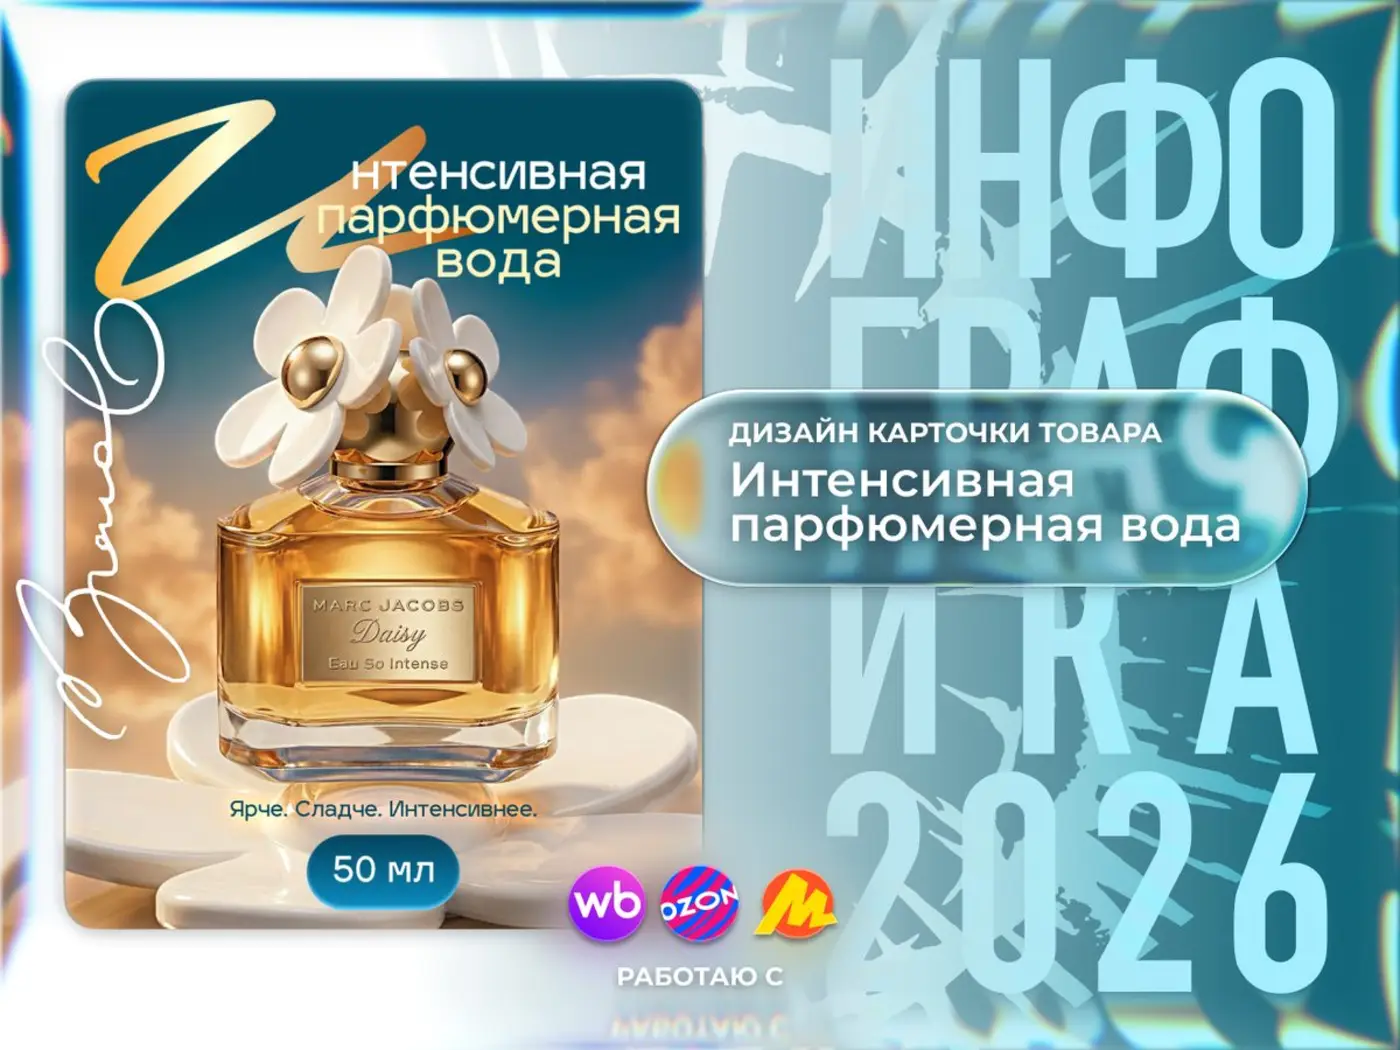 Интенсивная
парфюмерная
вода
MARC JACOBS
Daisy
Eau So Intense
Ярче. Сладче. Интенсивнее.
50 мл
ИНФО
ГРАФ
ИКА
2026
ДИЗАЙН КАРТОЧКИ ТОВАРА
Интенсивная
парфюмерная вода
wb
OZON
М
РАБОТАЮ С